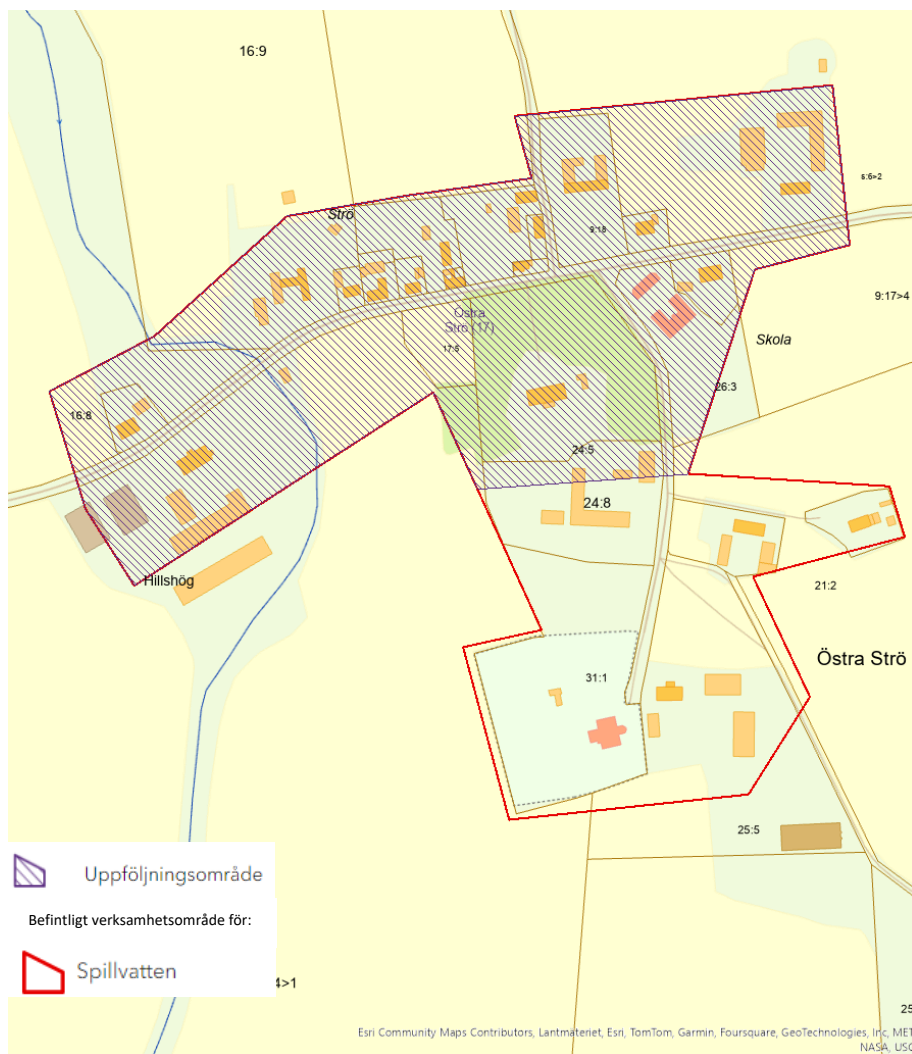 16:9
6:6>2
Strö
9:18
9:17>4
Östra
Strö (17)
17:5
Skola
26:3
16:8
24:5
24:8
Hillshög
21:2
Östra Strö
31:1
25:5
Uppföljningsområde
Befintligt verksamhetsområde för:
Spillvatten
4>1
25
Esri Community Maps Contributors, Lantmäteriet, Esri, TomTom, Garmin, Foursquare, GeoTechnologies, Inc, MET
NASA, USG